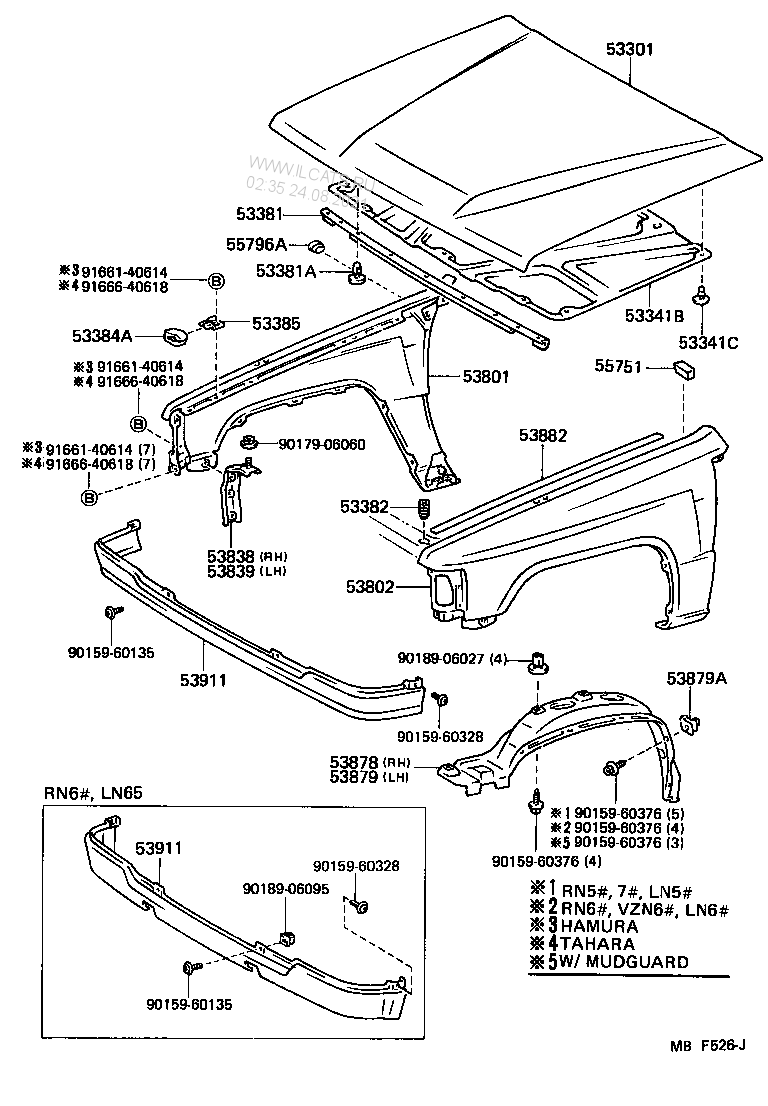 53301
WWW.ILCATS.RU
02:35 24.08
53381
55796A
53381A
※3 91661-40614
※4 91666-40618
B
53385
53384A
53341B
53341C
※3 91661-40614
※4 91666-40618
B
53801
55751
※3 91661-40614 (7)
※4 91666-40618 (7)
B
90179-06060
53882
53382
53838 (RH)
53839 (LH)
53802
90159-60135
53911
90189-06027 (4)
53879A
90159-60328
53878 (RH)
53879 (LH)
※1 90159-60376 (5)
※2 90159-60376 (4)
※5 90159-60376 (3)
90159-60376 (4)
RN6#, LN65
53911
90159-60328
90189-06095
90159-60135
※1 RN5#, 7#, LN5#
※2 RN6#, VZN6#, LN6#
※3 HAMURA
※4 TAHARA
※5 W/ MUDGUARD
MB F526-J